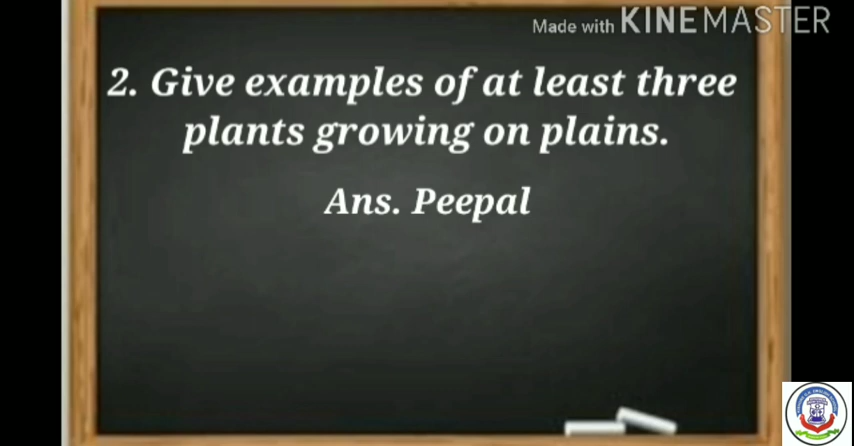 Made with KINEMASTER
2. Give examples of at least three
plants growing on plains.
Ans. Peepal